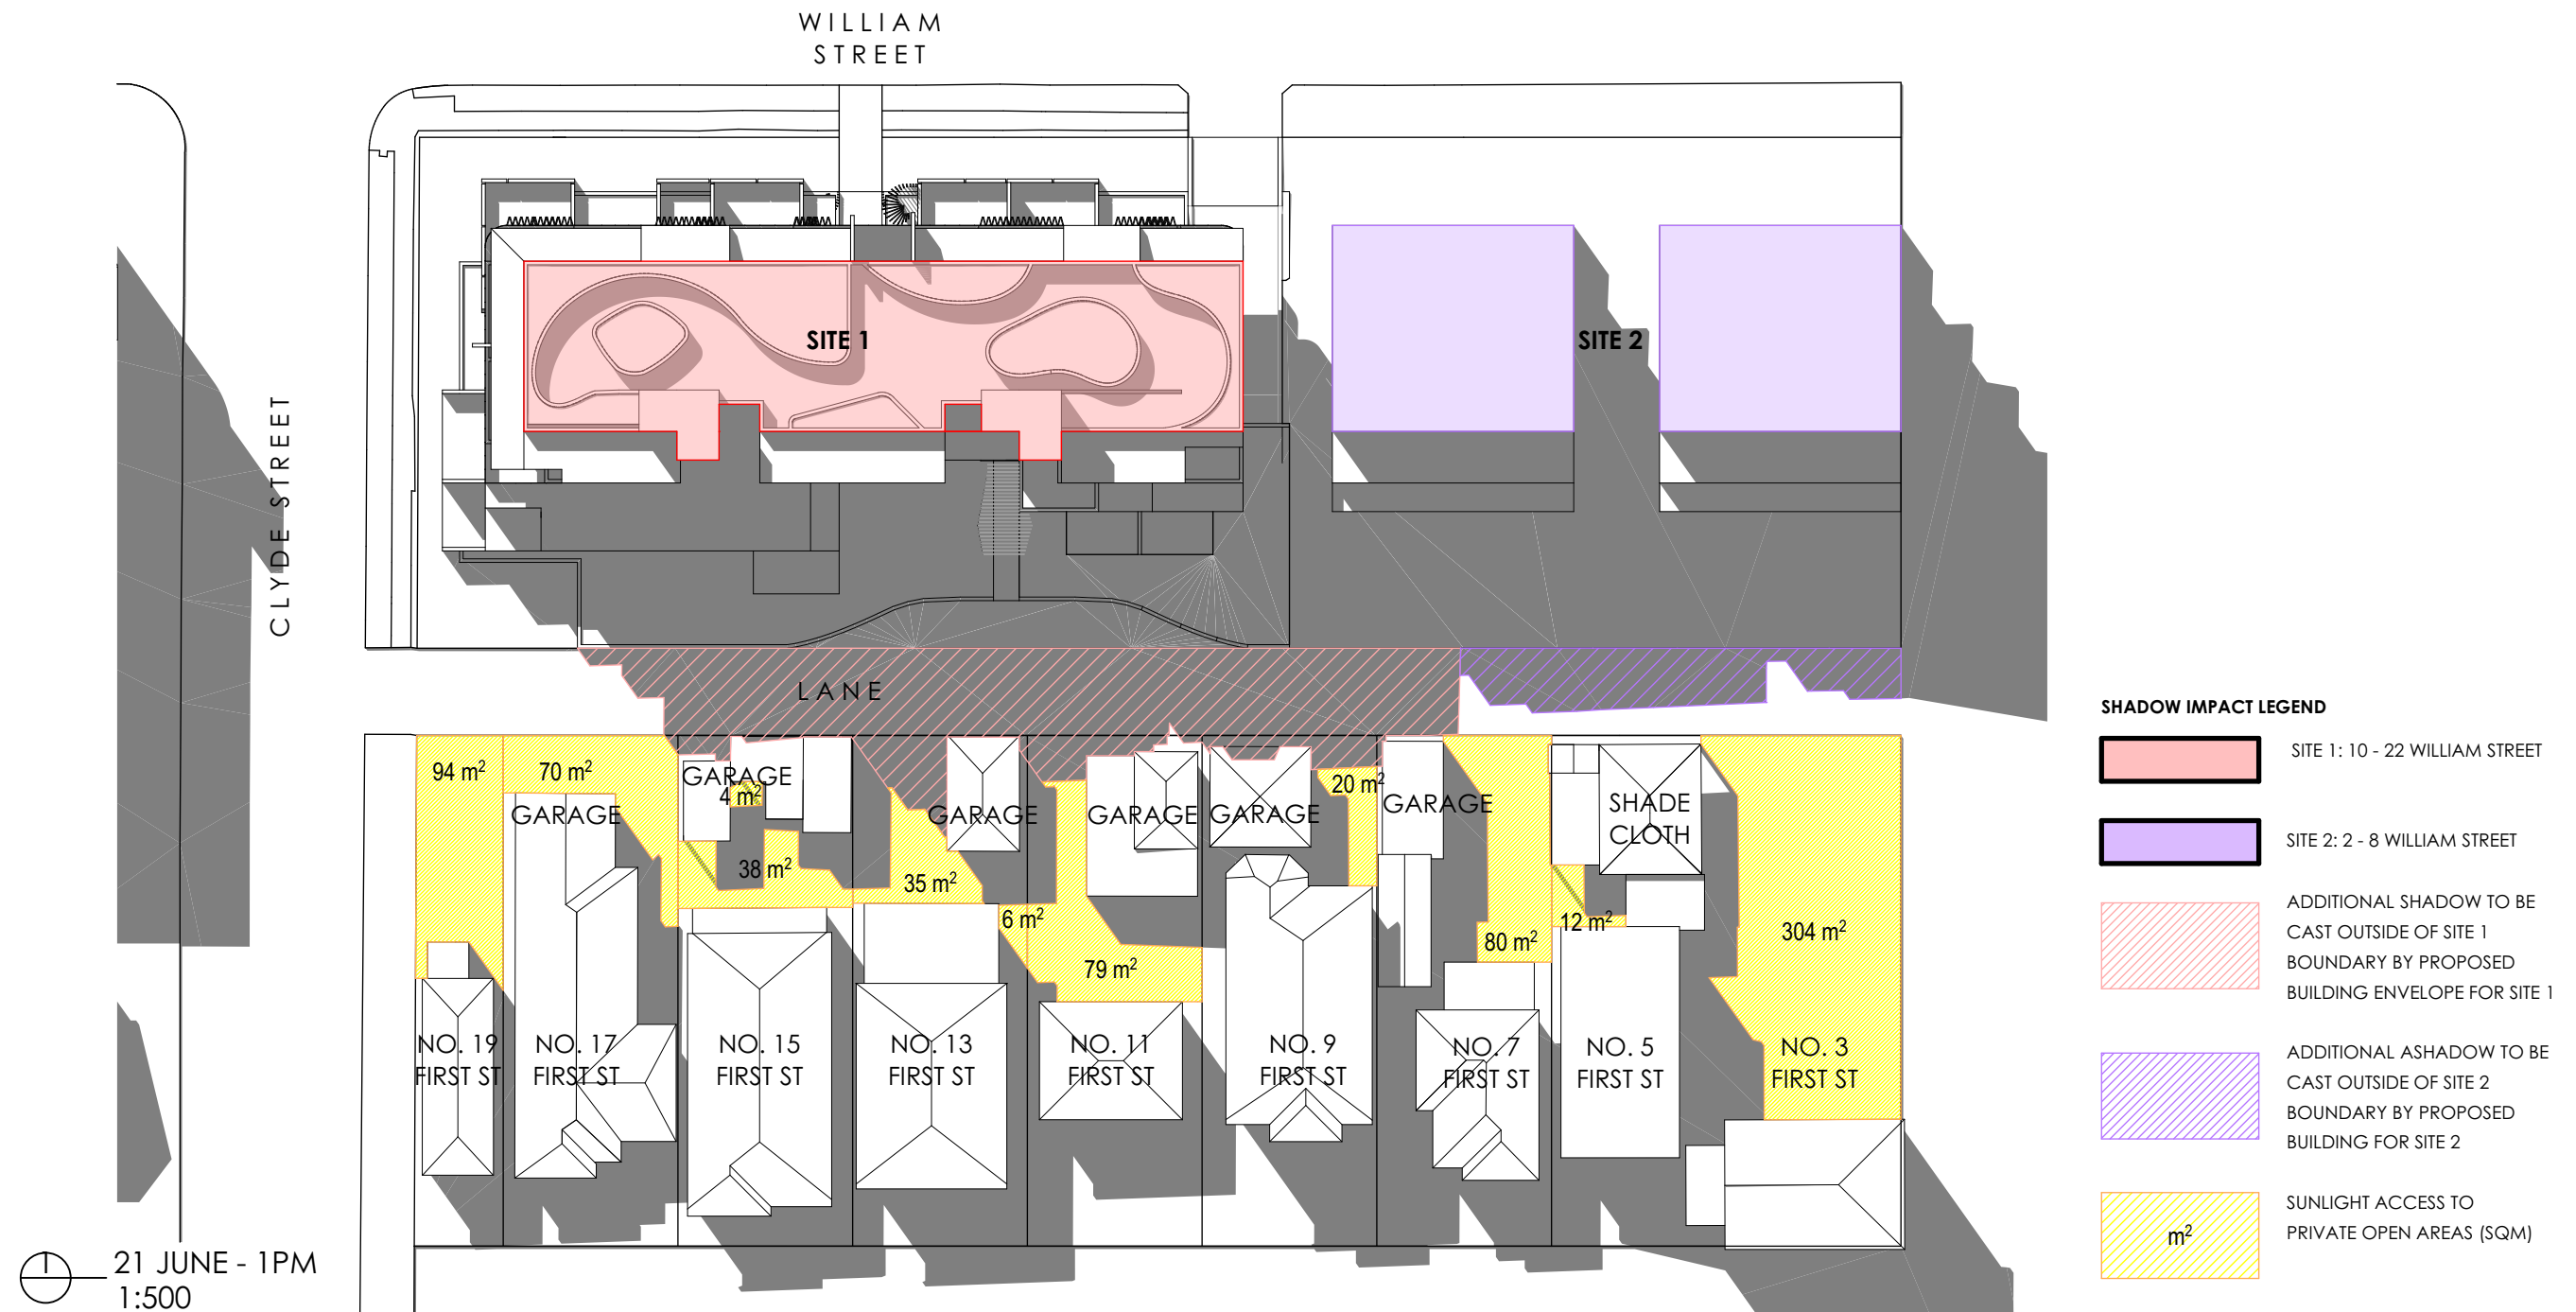 WILLIAM
STREET
CLYDE STREET
SITE 1
SITE 2
LANE
94 m²
70 m²
GARAGE
GARAGE
4 m²
38 m²
35 m²
GARAGE
6 m²
79 m²
GARAGE
GARAGE
20 m²
GARAGE
80 m²
12 m²
SHADE
CLOTH
304 m²
NO. 19
FIRST ST
NO. 17
FIRST ST
NO. 15
FIRST ST
NO. 13
FIRST ST
NO. 11
FIRST ST
NO. 9
FIRST ST
NO. 7
FIRST ST
NO. 5
FIRST ST
NO. 3
FIRST ST
SHADOW IMPACT LEGEND
SITE 1: 10 - 22 WILLIAM STREET
SITE 2: 2 - 8 WILLIAM STREET
ADDITIONAL SHADOW TO BE
CAST OUTSIDE OF SITE 1
BOUNDARY BY PROPOSED
BUILDING ENVELOPE FOR SITE 1
ADDITIONAL ASHADOW TO BE
CAST OUTSIDE OF SITE 2
BOUNDARY BY PROPOSED
BUILDING FOR SITE 2
m²
SUNLIGHT ACCESS TO
PRIVATE OPEN AREAS (SQM)
1
21 JUNE - 1PM
1:500